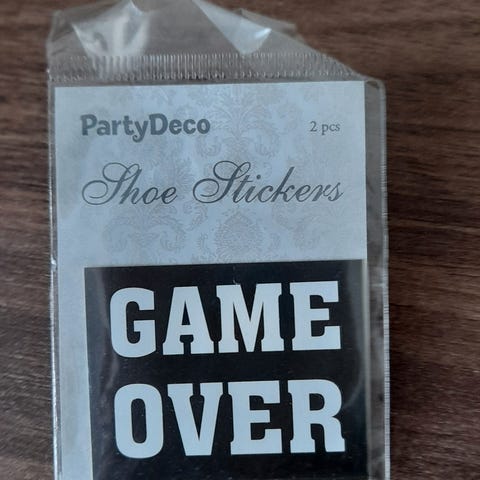 PartyDeco
2 pcs
Shoe Stickers
GAME
OVER